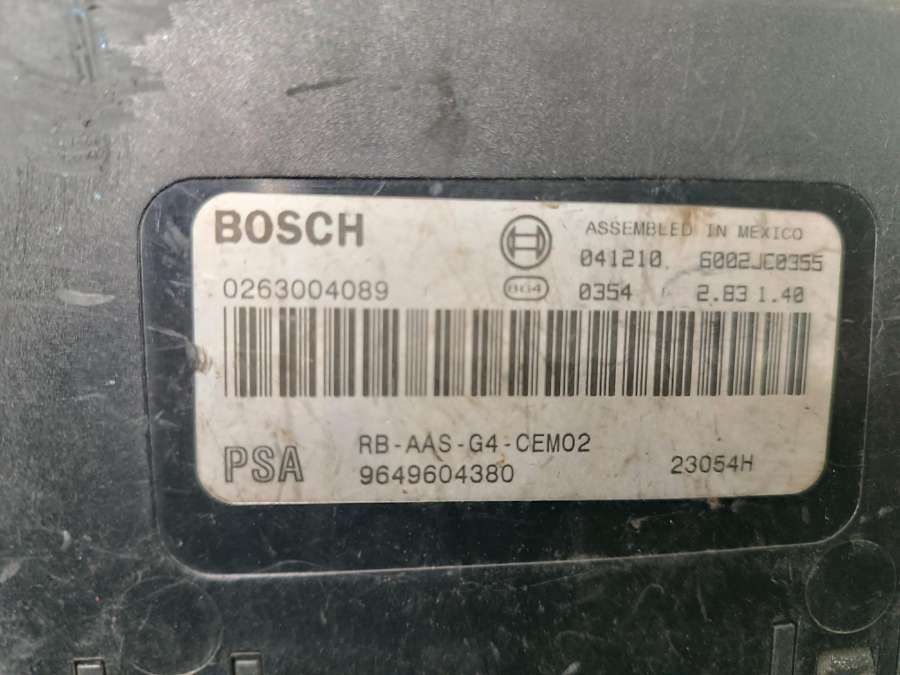 BOSCH
ASSEMBLED IN MEXICO
041210 6002JC0355
0263004089
0354 2.83 1.40
RB-AAS-G4-CEM02
PSA
9649604380
23054H